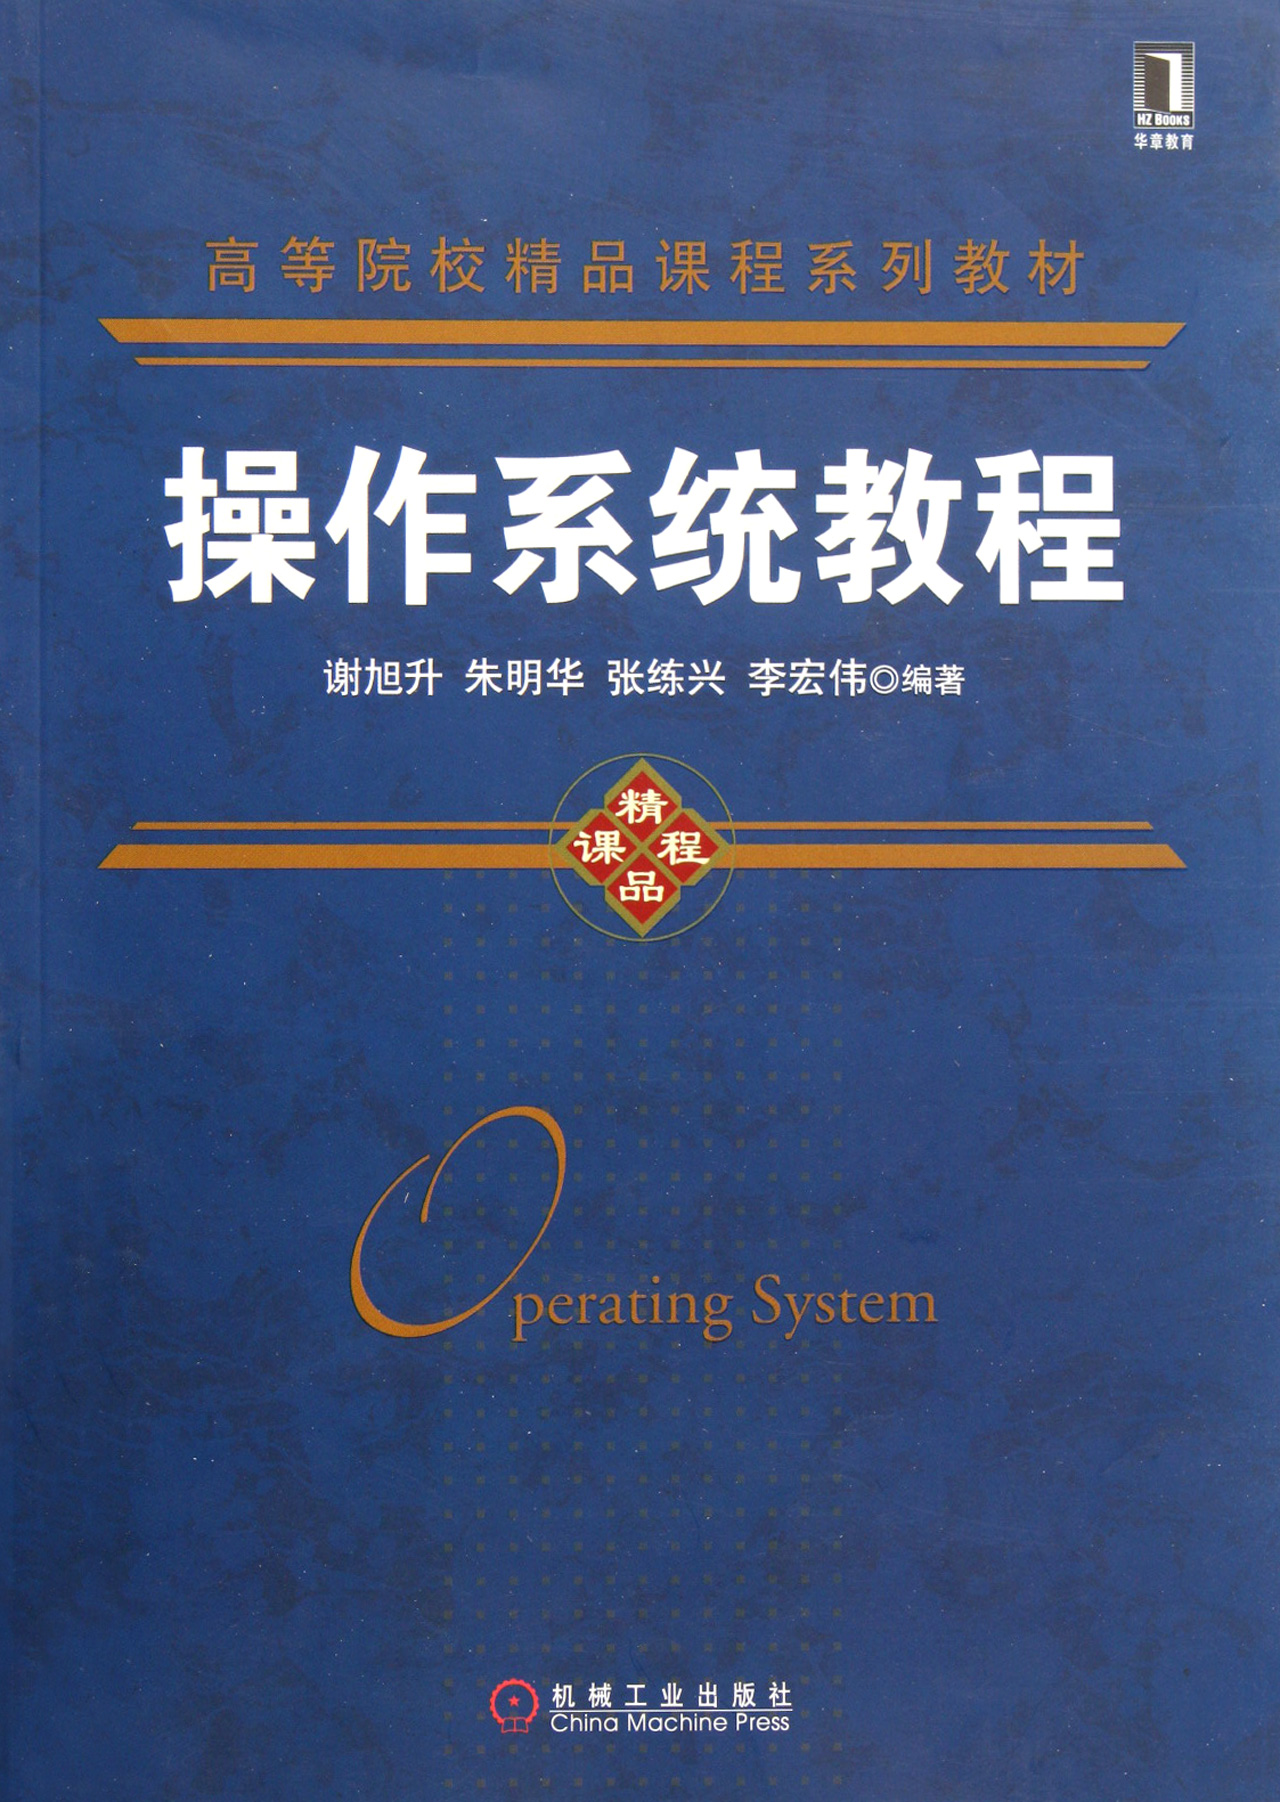 HZ BOOKS
华章教育
高等院校精品课程系列教材
操作系统教程
谢旭升 朱明华 张练兴 李宏伟◎编著
精
课 程
品
Operating System
机械工业出版社
China Machine Press